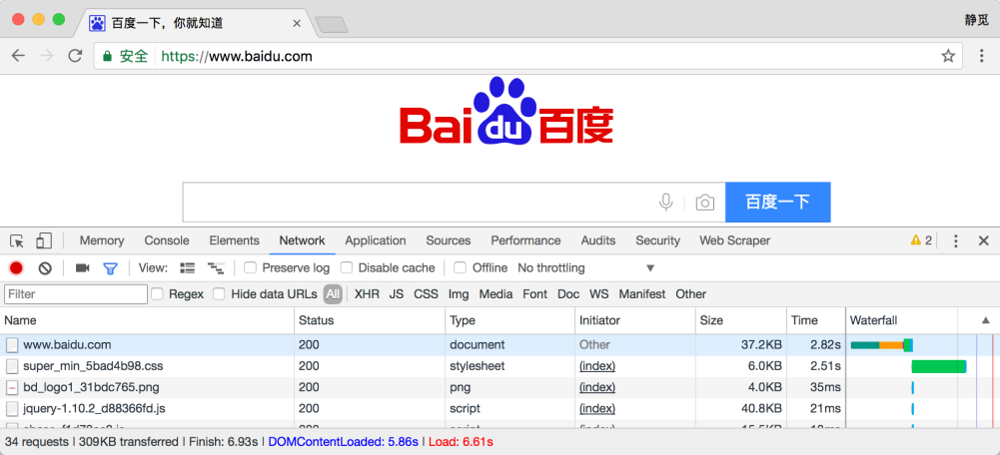 百度一下，你就知道
静觅
安全 https://www.baidu.com
Bai du 百度
百度一下
Memory Console Elements Network Application Sources Performance Audits Security Web Scraper 2
View: Preserve log Disable cache Offline No throttling
Filter Regex Hide data URLs All XHR JS CSS Img Media Font Doc WS Manifest Other
Name Status Type Initiator Size Time Waterfall
www.baidu.com 200 document Other 37.2KB 2.82s
super_min_5bad4b98.css 200 stylesheet (index) 6.0KB 2.51s
bd_logo1_31bdc765.png 200 png (index) 4.0KB 35ms
jquery-1.10.2_d88366fd.js 200 script (index) 40.8KB 21ms
200 script (index) 15.5KB
34 requests | 309KB transferred | Finish: 6.93s | DOMContentLoaded: 5.86s | Load: 6.61s